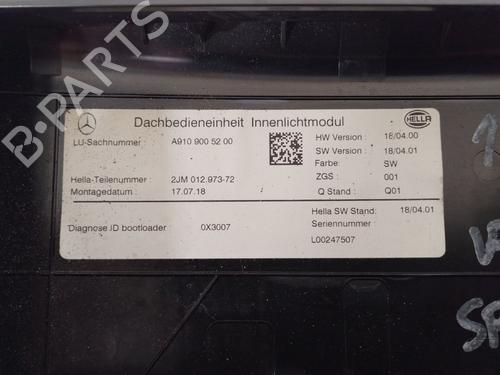 Dachbedieneinheit Innenlichtmodul
HELLA
LU-Sachnummer : A910 900 52 00
HW Version : 18/04.00
SW Version : 18/04.01
Farbe: SW
Hella-Teilenummer : 2JM 012.973-72
ZGS : 001
Montagedatum : 17.07.18
Q Stand : Q01
Hella SW Stand: 18/04.01
Diagnose ID bootloader : 0X3007
Seriennummer :
L00247507
B-PARTS